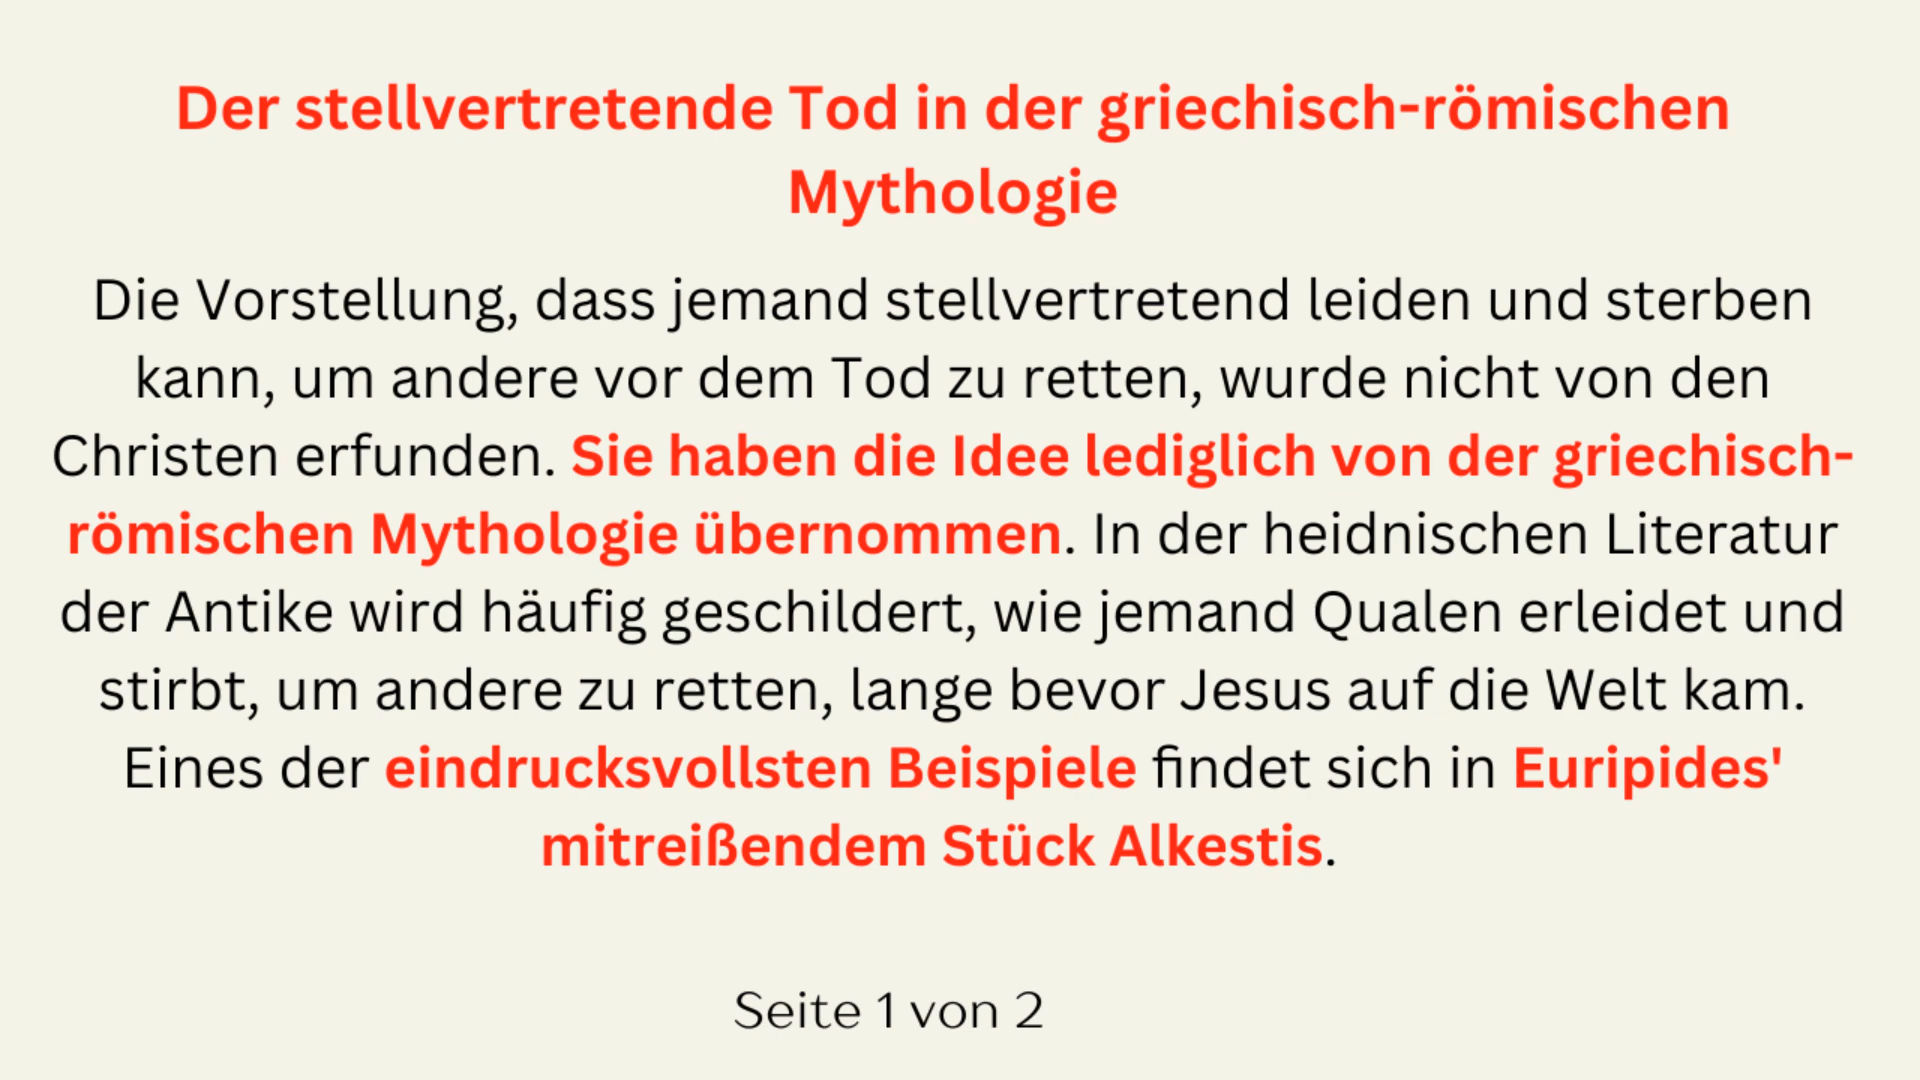 Der stellvertretende Tod in der griechisch-römischen
Mythologie
Die Vorstellung, dass jemand stellvertretend leiden und sterben
kann, um andere vor dem Tod zu retten, wurde nicht von den
Christen erfunden. Sie haben die Idee lediglich von der griechisch-
römischen Mythologie übernommen. In der heidnischen Literatur
der Antike wird häufig geschildert, wie jemand Qualen erleidet und
stirbt, um andere zu retten, lange bevor Jesus auf die Welt kam.
Eines der eindrucksvollsten Beispiele findet sich in Euripides'
mitreißendem Stück Alkestis.
Seite 1 von 2